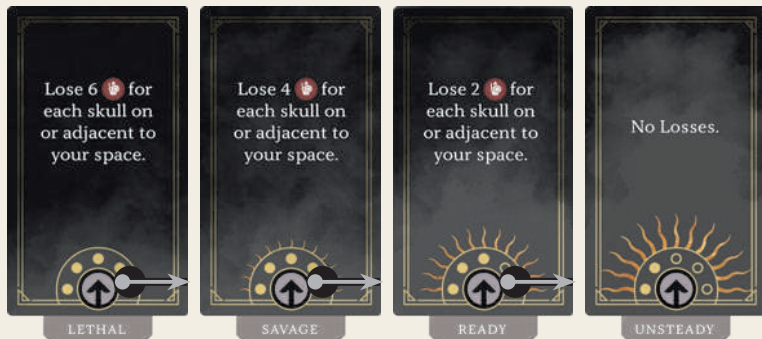 Lose 6 for
each skull on
or adjacent to
your space.
LETHAL
Lose 4 for
each skull on
or adjacent to
your space.
SAVAGE
Lose 2 for
each skull on
or adjacent to
your space.
READY
No Losses.
UNSTEADY